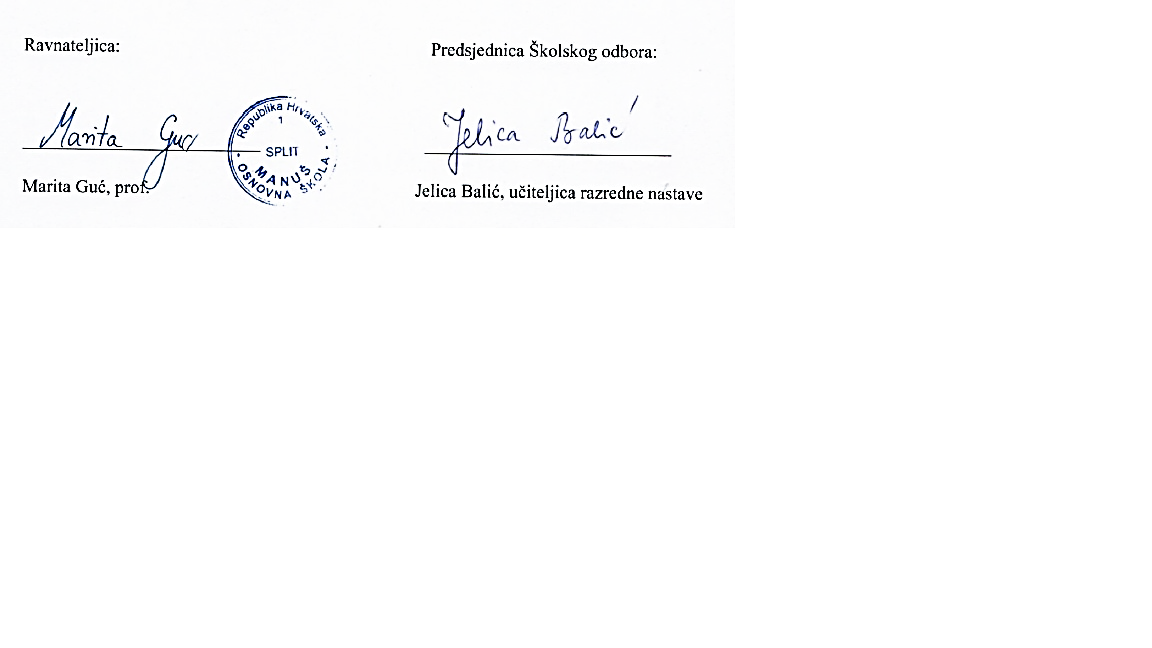 Ravnateljica:
Marita Guć
Marita Guć, prof.
Republika Hrvatska
1
SPLIT
MANUŠ
OSNOVNA ŠKOLA
Predsjednica Školskog odbora:
Jelica Balić
Jelica Balić, učiteljica razredne nastave